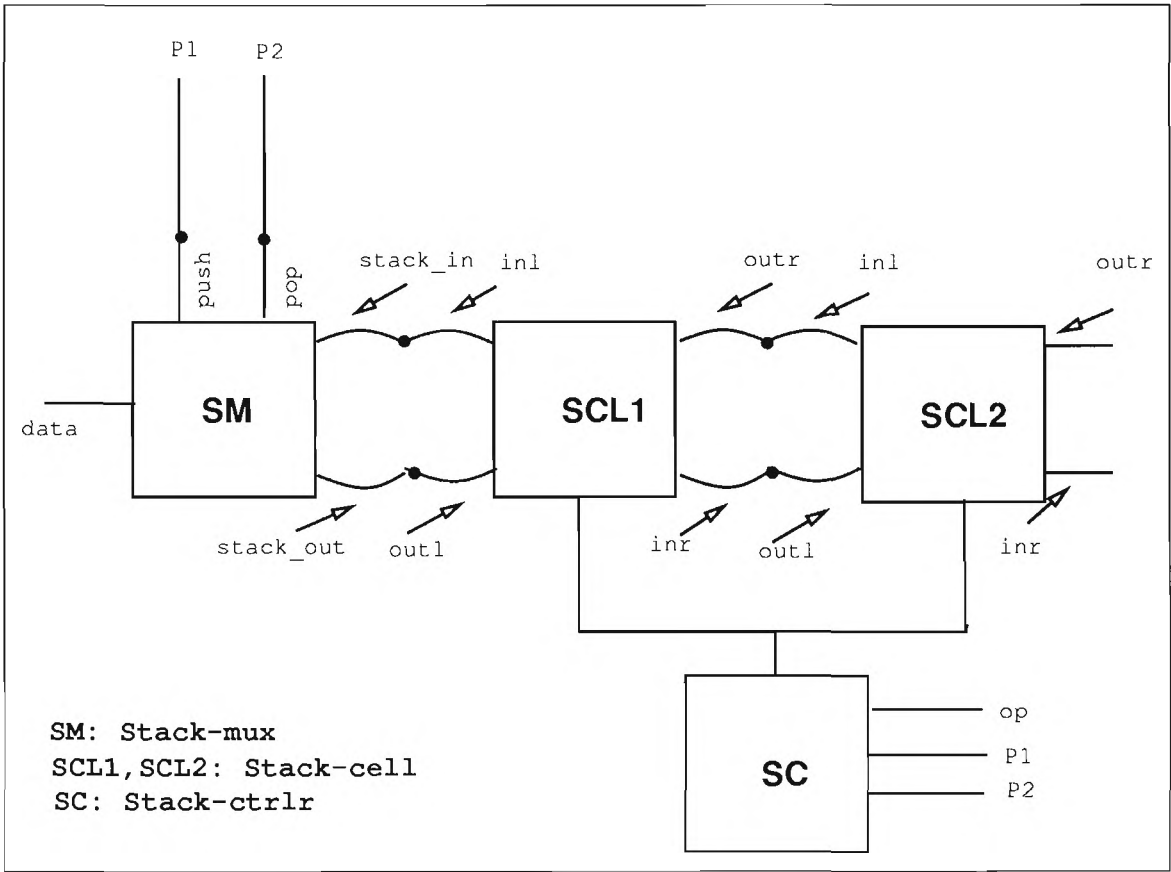 P1
P2
push
pop
stack_in
inl
outr
inl
outr
SM
SCL1
SCL2
data
stack_out
outl
inr
outl
inr
SC
op
P1
P2
SM: Stack-mux
SCL1,SCL2: Stack-cell
SC: Stack-ctrlr